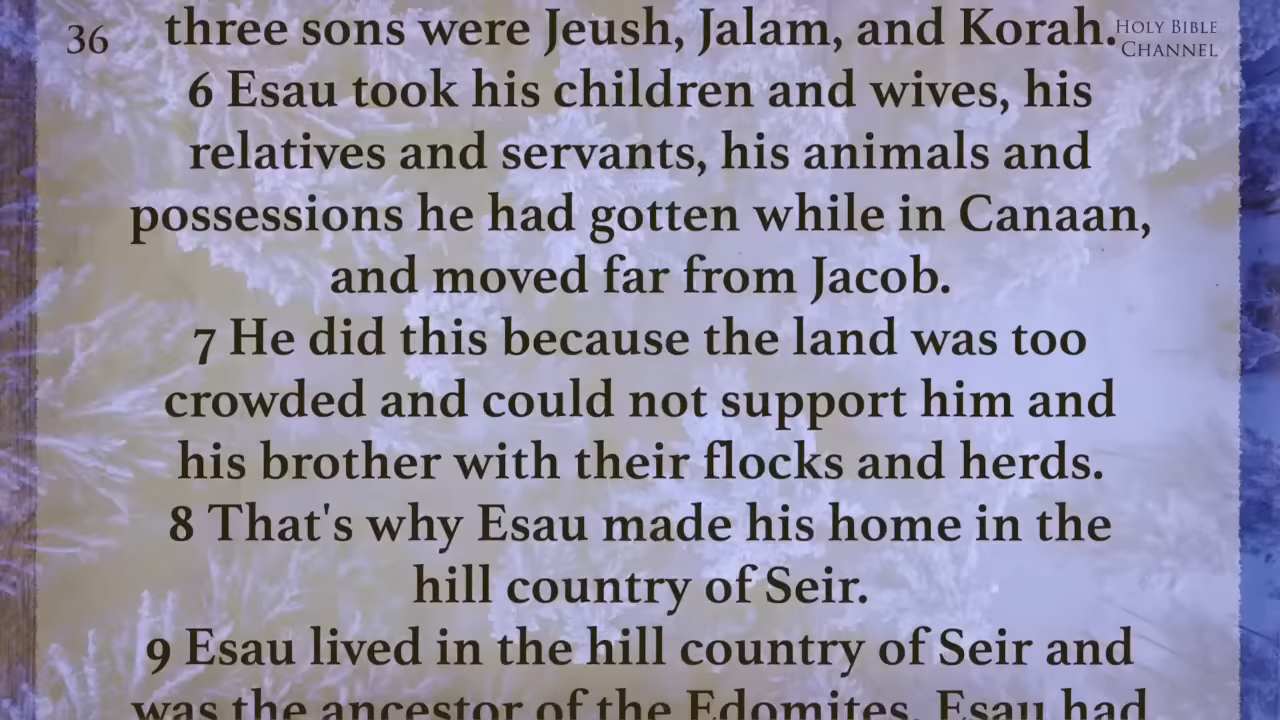 36
three sons were Jeush, Jalam, and Korah.
HOLY BIBLE
CHANNEL
6 Esau took his children and wives, his
relatives and servants, his animals and
possessions he had gotten while in Canaan,
and moved far from Jacob.
7 He did this because the land was too
crowded and could not support him and
his brother with their flocks and herds.
8 That's why Esau made his home in the
hill country of Seir.
9 Esau lived in the hill country of Seir and
was the ancestor of the Edomites. Esau had